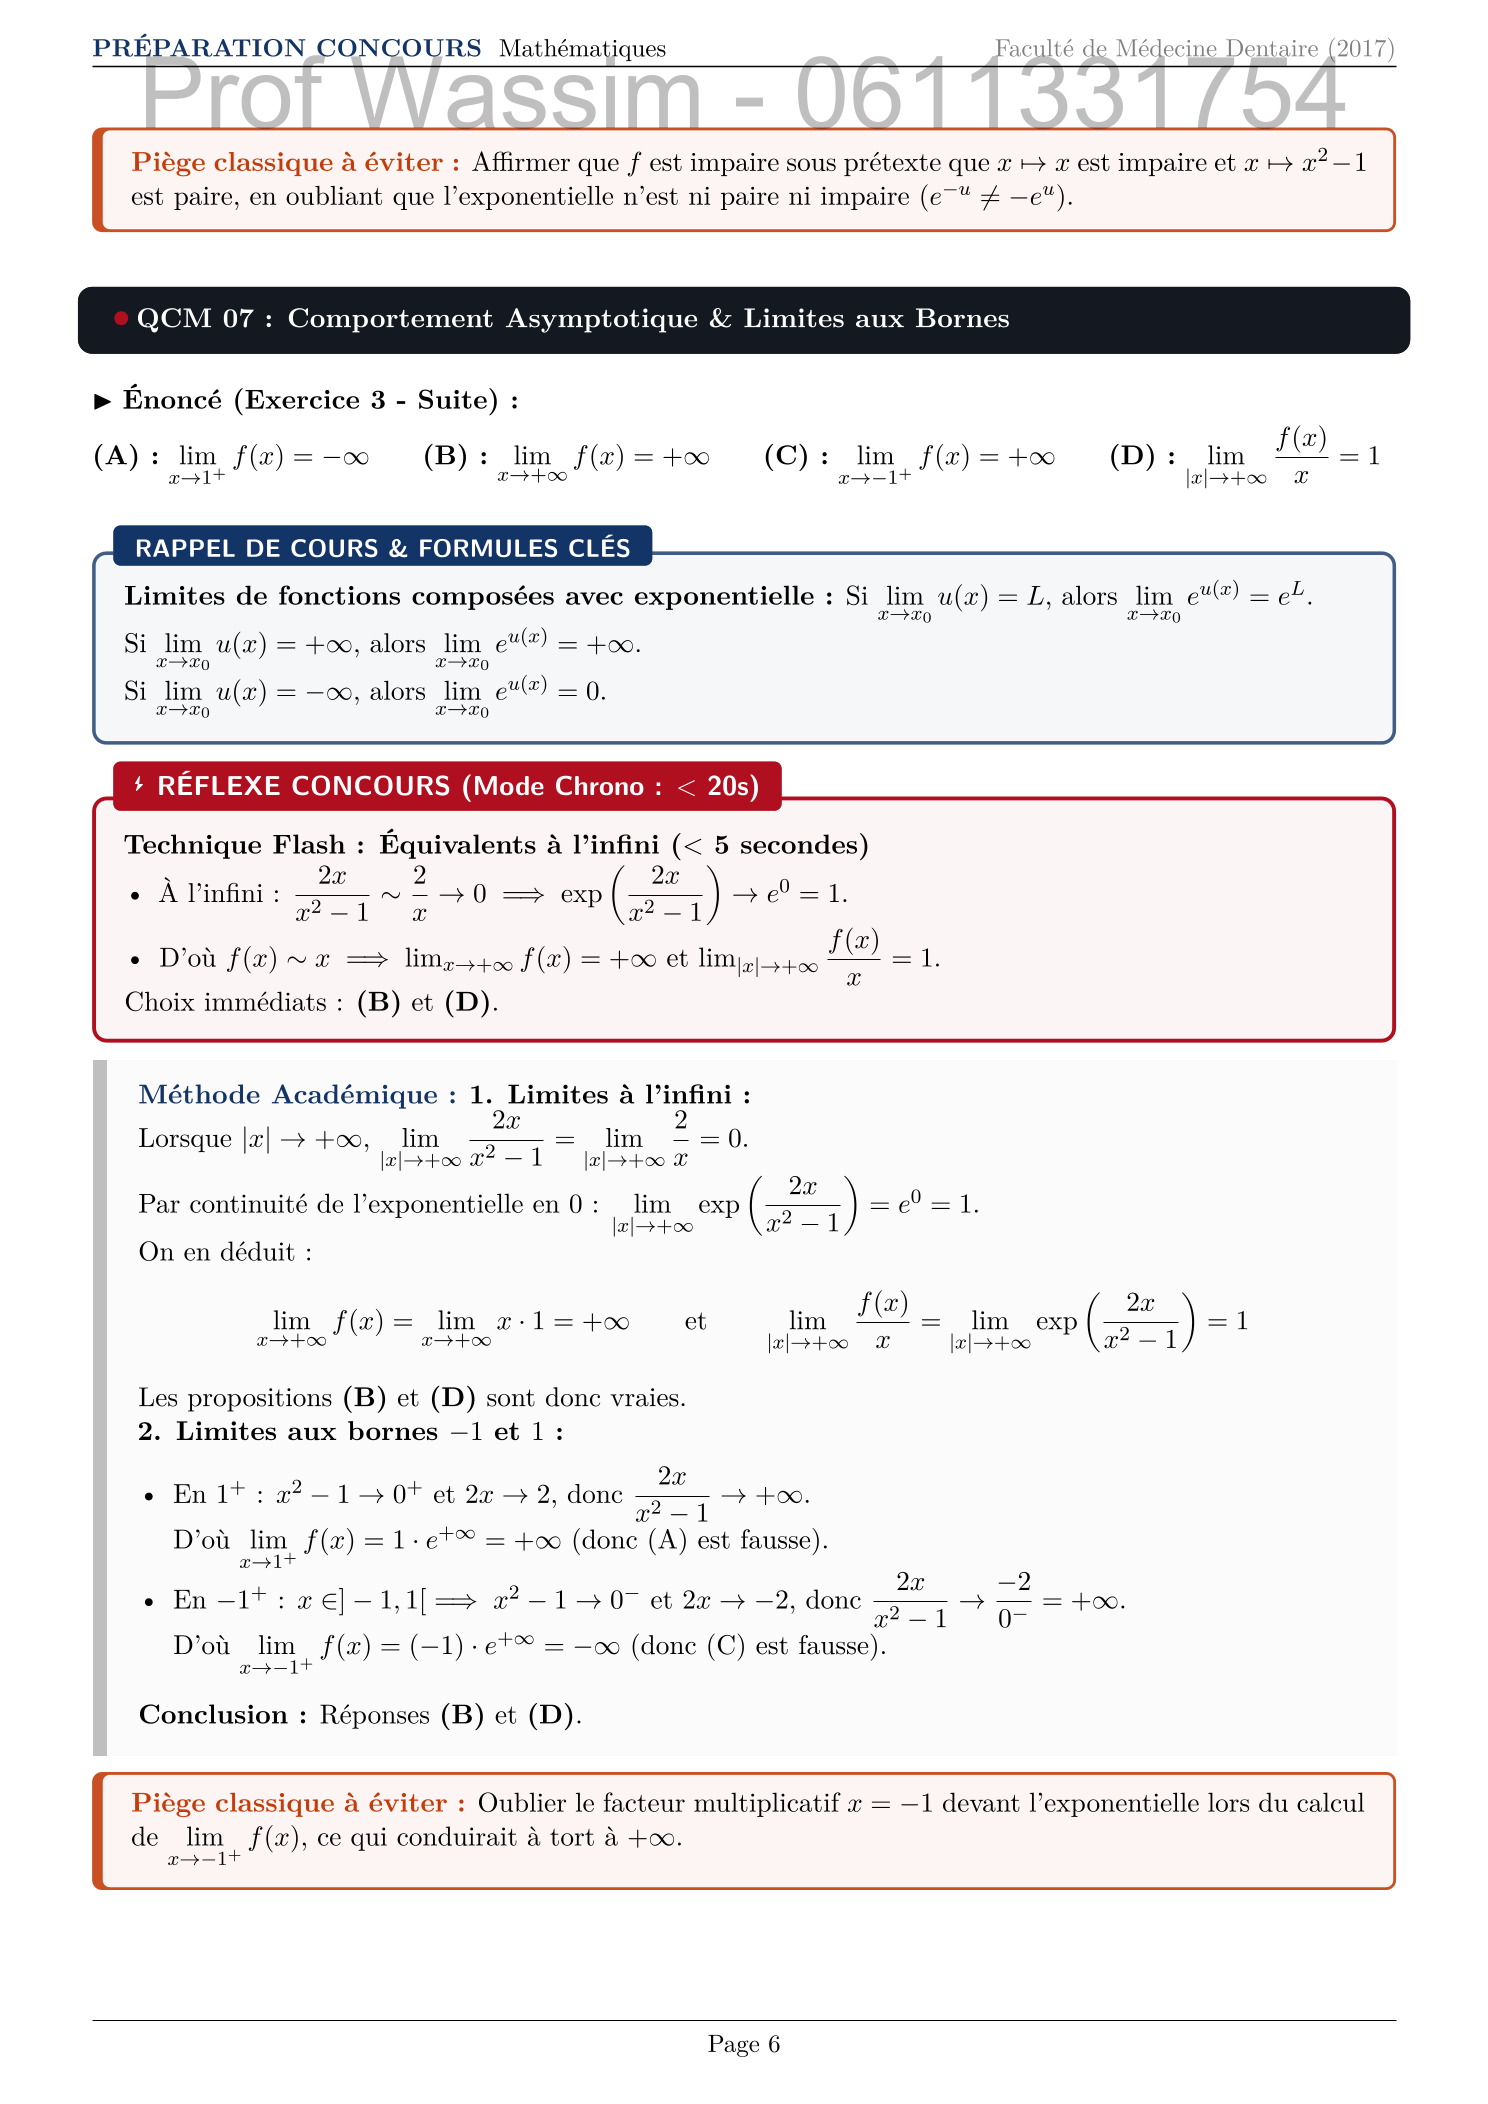 PRÉPARATION CONCOURS Mathématiques Faculté de Médecine Dentaire (2017)
Prof Wassim - 0611331754
Piège classique à éviter : Affirmer que f est impaire sous prétexte que x ↦ x est impaire et x ↦ x² − 1
est paire, en oubliant que l'exponentielle n'est ni paire ni impaire (e⁻ᵘ ≠ −eᵘ).
● QCM 07 : Comportement Asymptotique & Limites aux Bornes
▶ Énoncé (Exercice 3 - Suite) :
(A) : lim_{x→1⁺} f(x) = −∞ (B) : lim_{x→+∞} f(x) = +∞ (C) : lim_{x→−1⁺} f(x) = +∞ (D) : lim_{|x|→+∞} f(x)/x = 1
RAPPEL DE COURS & FORMULES CLÉS
Limites de fonctions composées avec exponentielle : Si lim_{x→x₀} u(x) = L, alors lim_{x→x₀} e^{u(x)} = e^L.
Si lim_{x→x₀} u(x) = +∞, alors lim_{x→x₀} e^{u(x)} = +∞.
Si lim_{x→x₀} u(x) = −∞, alors lim_{x→x₀} e^{u(x)} = 0.
⚡ RÉFLEXE CONCOURS (Mode Chrono : < 20s)
Technique Flash : Équivalents à l'infini (< 5 secondes)
• À l'infini : 2x/(x² − 1) ∼ 2/x → 0 ⟹ exp(2x/(x² − 1)) → e⁰ = 1.
• D'où f(x) ∼ x ⟹ lim_{x→+∞} f(x) = +∞ et lim_{|x|→+∞} f(x)/x = 1.
Choix immédiats : (B) et (D).
Méthode Académique : 1. Limites à l'infini :
Lorsque |x| → +∞, lim_{|x|→+∞} 2x/(x² − 1) = lim_{|x|→+∞} 2/x = 0.
Par continuité de l'exponentielle en 0 : lim_{|x|→+∞} exp(2x/(x² − 1)) = e⁰ = 1.
On en déduit :
lim_{x→+∞} f(x) = lim_{x→+∞} x · 1 = +∞ et lim_{|x|→+∞} f(x)/x = lim_{|x|→+∞} exp(2x/(x² − 1)) = 1
Les propositions (B) et (D) sont donc vraies.
2. Limites aux bornes −1 et 1 :
• En 1⁺ : x² − 1 → 0⁺ et 2x → 2, donc 2x/(x² − 1) → +∞.
D'où lim_{x→1⁺} f(x) = 1 · e^{+∞} = +∞ (donc (A) est fausse).
• En −1⁺ : x ∈] − 1, 1[ ⟹ x² − 1 → 0⁻ et 2x → −2, donc 2x/(x² − 1) → −2/0⁻ = +∞.
D'où lim_{x→−1⁺} f(x) = (−1) · e^{+∞} = −∞ (donc (C) est fausse).
Conclusion : Réponses (B) et (D).
Piège classique à éviter : Oublier le facteur multiplicatif x = −1 devant l'exponentielle lors du calcul
de lim_{x→−1⁺} f(x), ce qui conduirait à tort à +∞.
Page 6